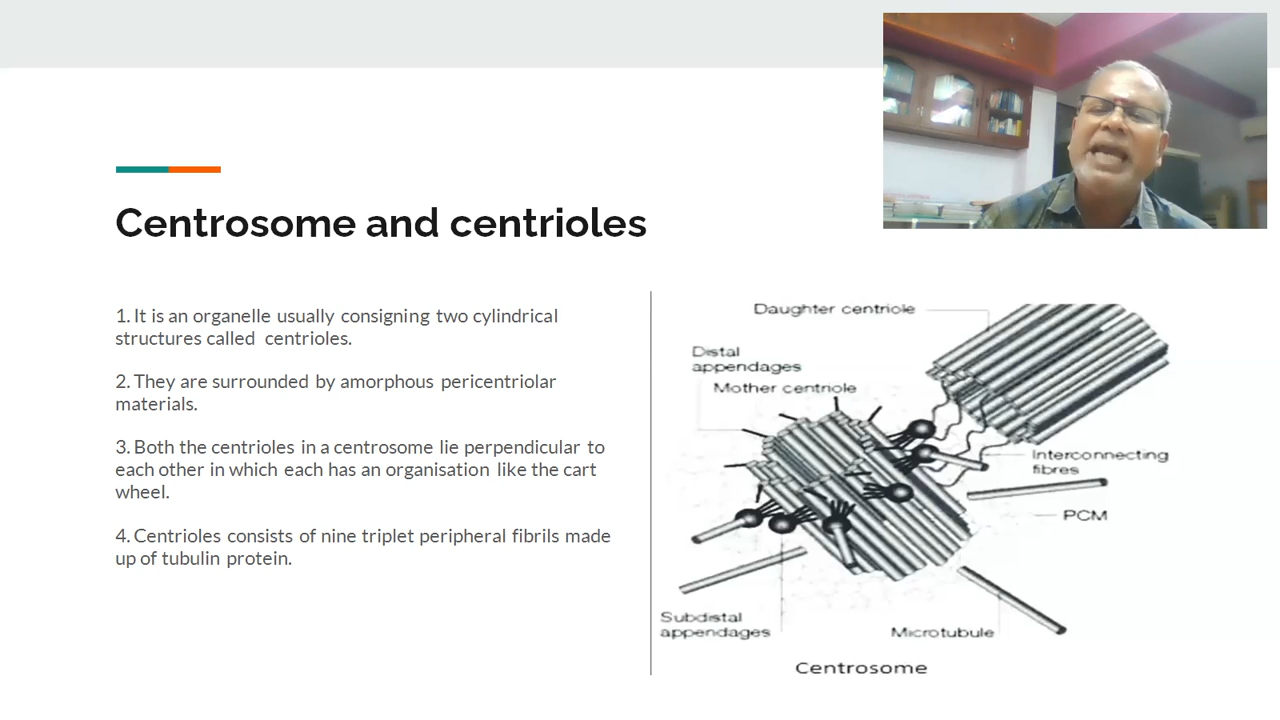 Centrosome and centrioles
1. It is an organelle usually consigning two cylindrical
structures called centrioles.
2. They are surrounded by amorphous pericentriolar
materials.
3. Both the centrioles in a centrosome lie perpendicular to
each other in which each has an organisation like the cart
wheel.
4. Centrioles consists of nine triplet peripheral fibrils made
up of tubulin protein.
Daughter centriole
Distal
appendages
Mother centriole
Interconnecting
fibres
PCM
Subdistal
appendages
Microtubule
Centrosome